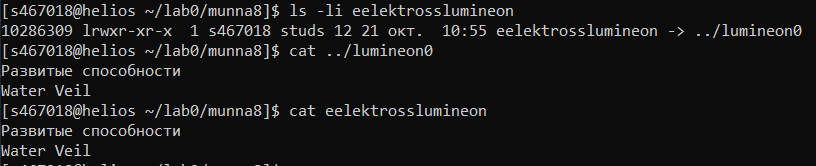 [s467018@helios ~/lab0/munna8]$ ls -li eelektrosslumineon
10286309 lrwxr-xr-x  1 s467018 studs 12 21 окт.  10:55 eelektrosslumineon -> ../lumineon0
[s467018@helios ~/lab0/munna8]$ cat ../lumineon0
Развитые способности
Water Veil
[s467018@helios ~/lab0/munna8]$ cat eelektrosslumineon
Развитые способности
Water Veil